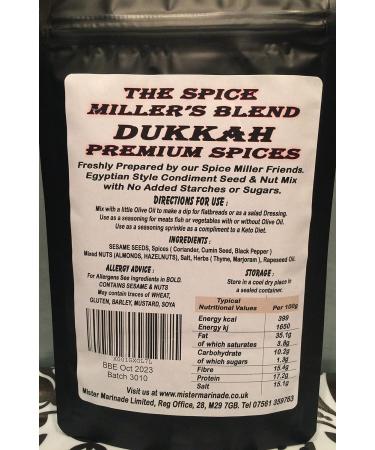 THE SPICE
MILLER'S BLEND
DUKKAH
PREMIUM SPICES
Freshly Prepared by our Spice Miller Friends.
Egyptian Style Condiment Seed & Nut Mix
with No Added Starches or Sugars.
DIRECTIONS FOR USE :
Mix with a little Olive Oil to make a dip for flatbreads or as a salad Dressing.
Use as a seasoning for meats fish or vegetables with or without Olive Oil.
Use as a seasoning sprinkle as a compliment to a Keto Diet.
INGREDIENTS :
SESAME SEEDS, Spices ( Coriander, Cumin Seed, Black Pepper )
Mixed NUTS (ALMONDS, HAZELNUTS), Salt, Herbs ( Thyme, Marjoram ), Rapeseed Oil.
ALLERGY ADVICE :
For Allergens See ingredients in BOLD.
CONTAINS SESAME & NUTS
May contain traces of WHEAT,
GLUTEN, BARLEY, MUSTARD, SOYA
STORAGE :
Store in a cool dry place in
a sealed container.
Typical
Nutritional Values Per 100g
Energy kcal 399
Energy kj 1650
Fat 35.1g
of which saturates 3.8g
Carbohydrate 10.2g
of which sugars 1.3g
Fibre 15.4g
Protein 17.2g
Salt 15.1g
BBE Oct 2023
Batch 3010
Visit us at www.mistermarinade.co.uk
Mister Marinade Limited, Reg Office, 28, M29 7GB. Tel 07581 359763